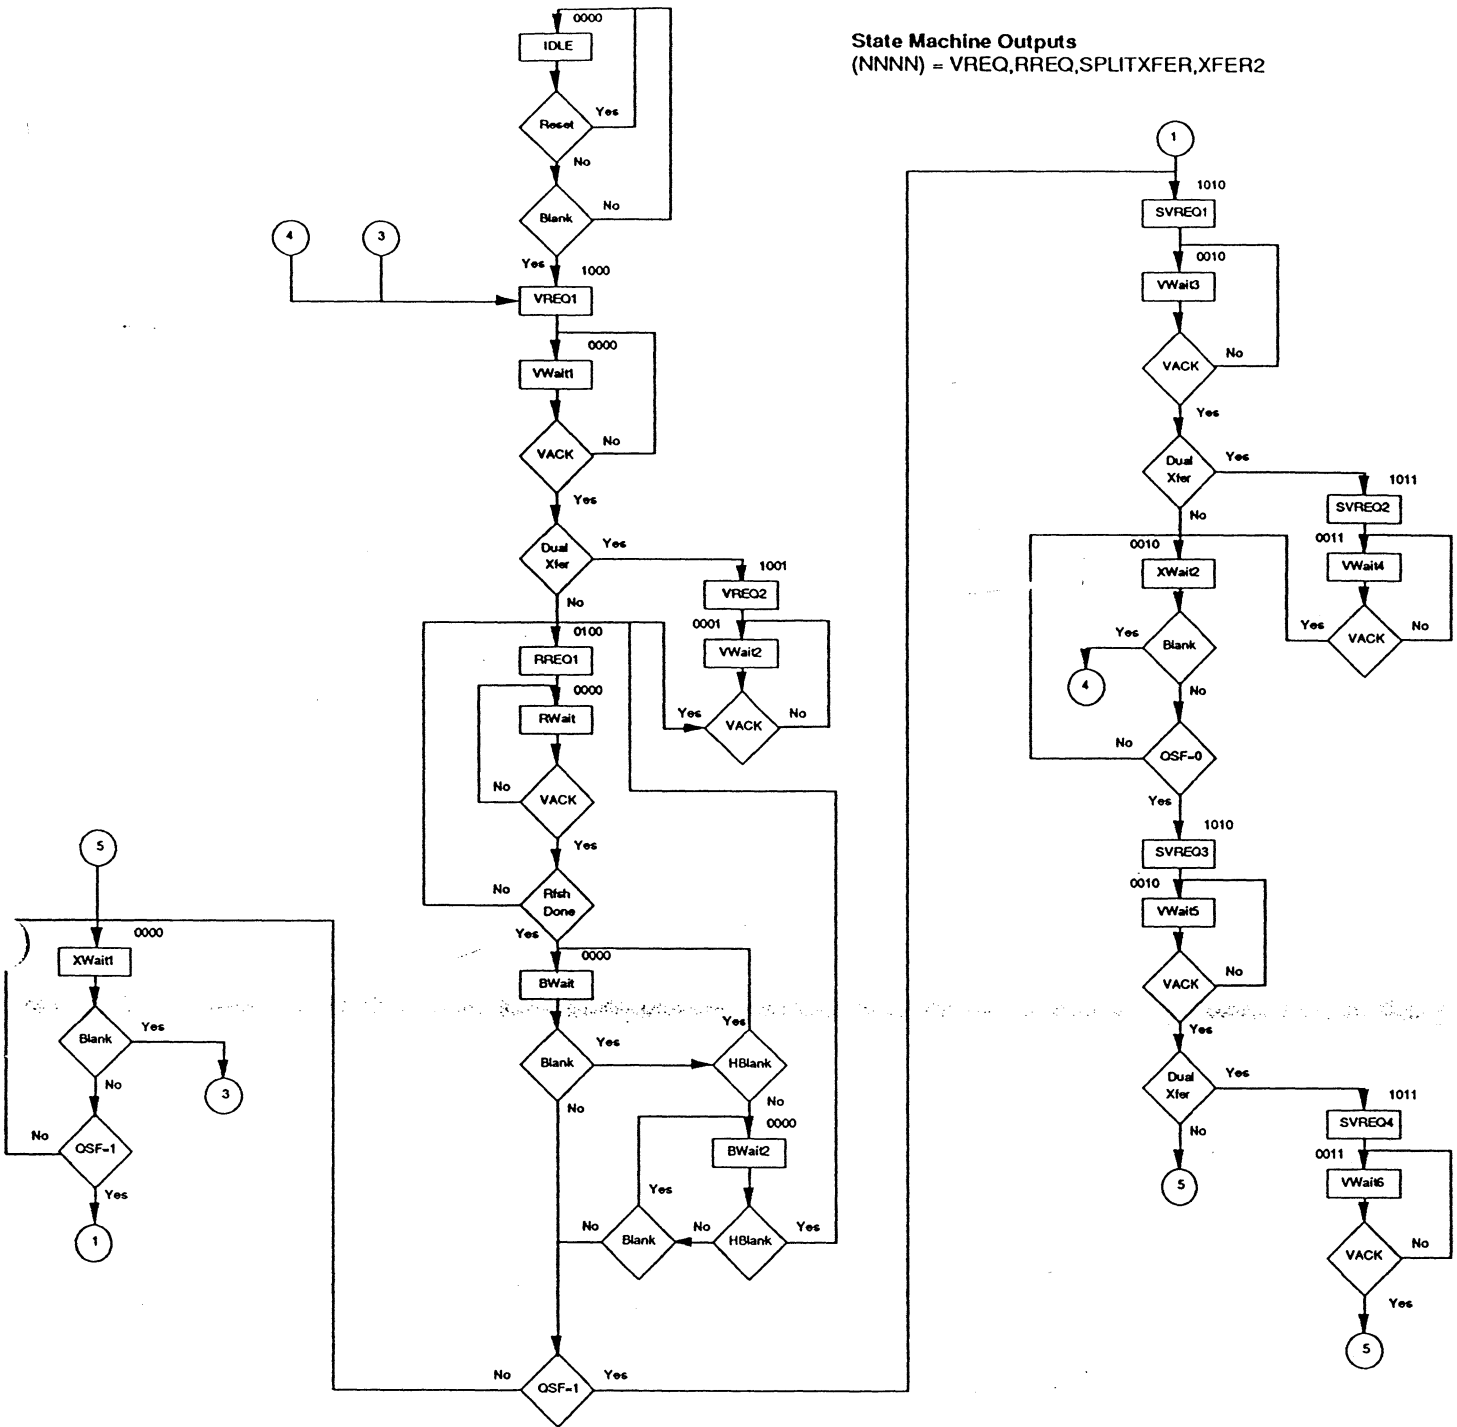 State Machine Outputs
(NNNN) = VREQ,RREQ,SPLITXFER,XFER2
0000
IDLE
Reset
Yes
No
Blank
No
Yes
4
3
1000
VREQ1
0000
VWait1
VACK
No
Yes
Dual
Xfer
Yes
No
1001
VREQ2
0001
VWait2
VACK
Yes
No
0100
RREQ1
0000
RWait
VACK
No
Yes
Rfsh
Done
No
Yes
0000
BWait
Blank
Yes
No
HBlank
Yes
No
0000
BWait2
HBlank
Yes
No
Blank
Yes
No
QSF=1
No
Yes
5
0000
XWait1
Blank
Yes
3
No
QSF=1
No
Yes
1
1
1010
SVREQ1
0010
VWait3
VACK
No
Yes
Dual
Xfer
Yes
No
1011
SVREQ2
0011
VWait4
VACK
Yes
No
0010
XWait2
Blank
Yes
4
No
QSF=0
No
Yes
1010
SVREQ3
0010
VWait5
VACK
No
Yes
Dual
Xfer
Yes
No
5
1011
SVREQ4
0011
VWait6
VACK
No
Yes
5